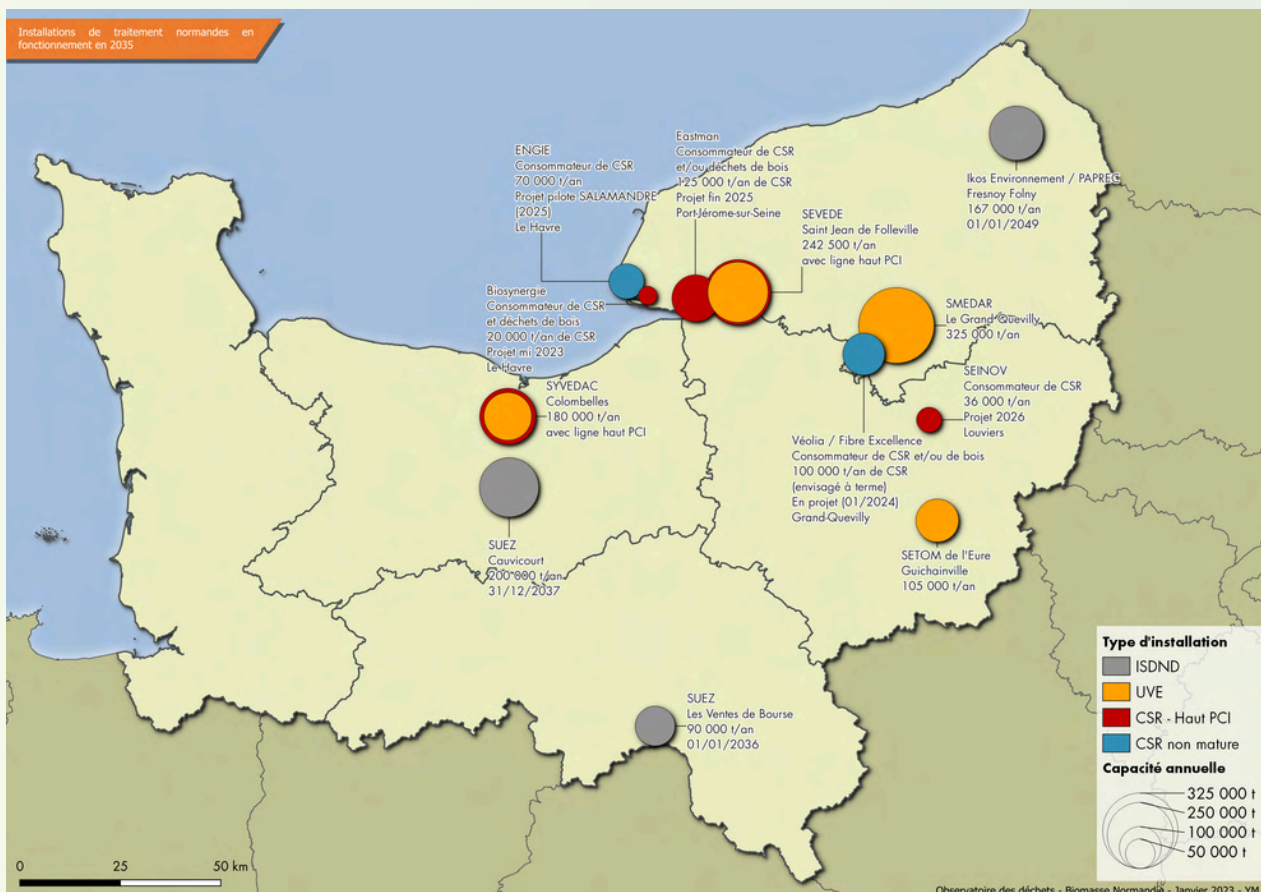 Installations de traitement normandes en
fonctionnement en 2035
ENGIE
Consommateur de CSR
70 000 t/an
Projet pilote SALAMANDRE
(2025)
Le Havre
Eastman
Consommateur de CSR
et/ou déchets de bois
125 000 t/an de CSR
Projet fin 2025
Port-Jérome-sur-Seine
Ikos Environnement / PAPREC
Fresnoy Folny
167 000 t/an
01/01/2049
SEVEDE
Saint Jean de Folleville
242 500 t/an
avec ligne haut PCI
Biosynergie
Consommateur de CSR
et déchets de bois
20 000 t/an de CSR
Projet mi 2023
Le Havre
SMEDAR
Le Grand Quevilly
325 000 t/an
SYVEDAC
Colombelles
180 000 t/an
avec ligne haut PCI
SEINOV
Consommateur de CSR
36 000 t/an
Projet 2026
Louviers
Véolia / Fibre Excellence
Consommateur de CSR et/ou de bois
100 000 t/an de CSR
(envisagé à terme)
En projet (01/2024)
Grand-Quevilly
SUEZ
Cauvicourt
200 000 t/an
31/12/2037
SETOM de l'Eure
Guichainville
105 000 t/an
SUEZ
Les Ventes de Bourse
90 000 t/an
01/01/2036
Type d'installation
ISDND
UVE
CSR - Haut PCI
CSR non mature
Capacité annuelle
325 000 t
250 000 t
100 000 t
50 000 t
0 25 50 km
Observatoire des déchets - Biomasse Normandie - Janvier 2023 - YM